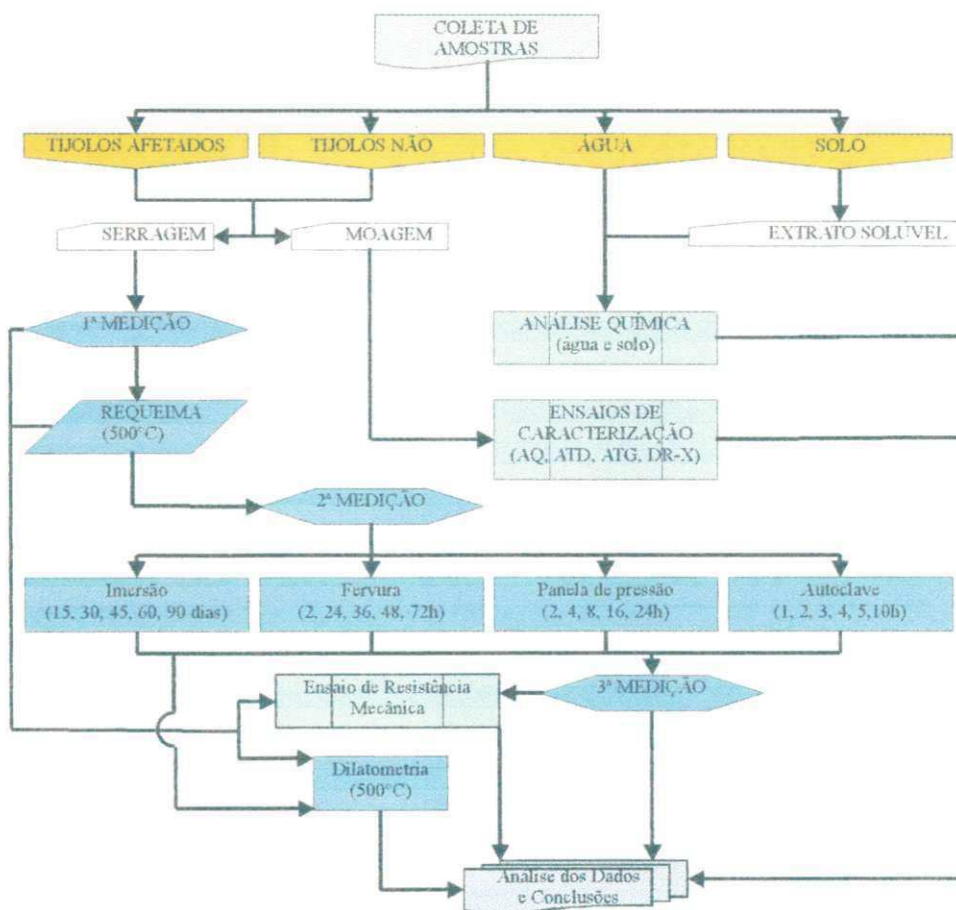 COLETA DE
AMOSTRAS
TIJOLOS AFETADOS
TIJOLOS NÃO
ÁGUA
SOLO
SERRAGEM
MOAGEM
EXTRATO SOLÚVEL
1ª MEDIÇÃO
ANÁLISE QUÍMICA
(água e solo)
REQUEIMA
(500°C)
ENSAIOS DE
CARACTERIZAÇÃO
(AQ, ATD, ATG, DR-X)
2ª MEDIÇÃO
Imersão
(15, 30, 45, 60, 90 dias)
Fervura
(2, 24, 36, 48, 72h)
Panela de pressão
(2, 4, 8, 16, 24h)
Autoclave
(1, 2, 3, 4, 5,10h)
Ensaio de Resistência
Mecânica
3ª MEDIÇÃO
Dilatometria
(500°C)
Análise dos Dados
e Conclusões